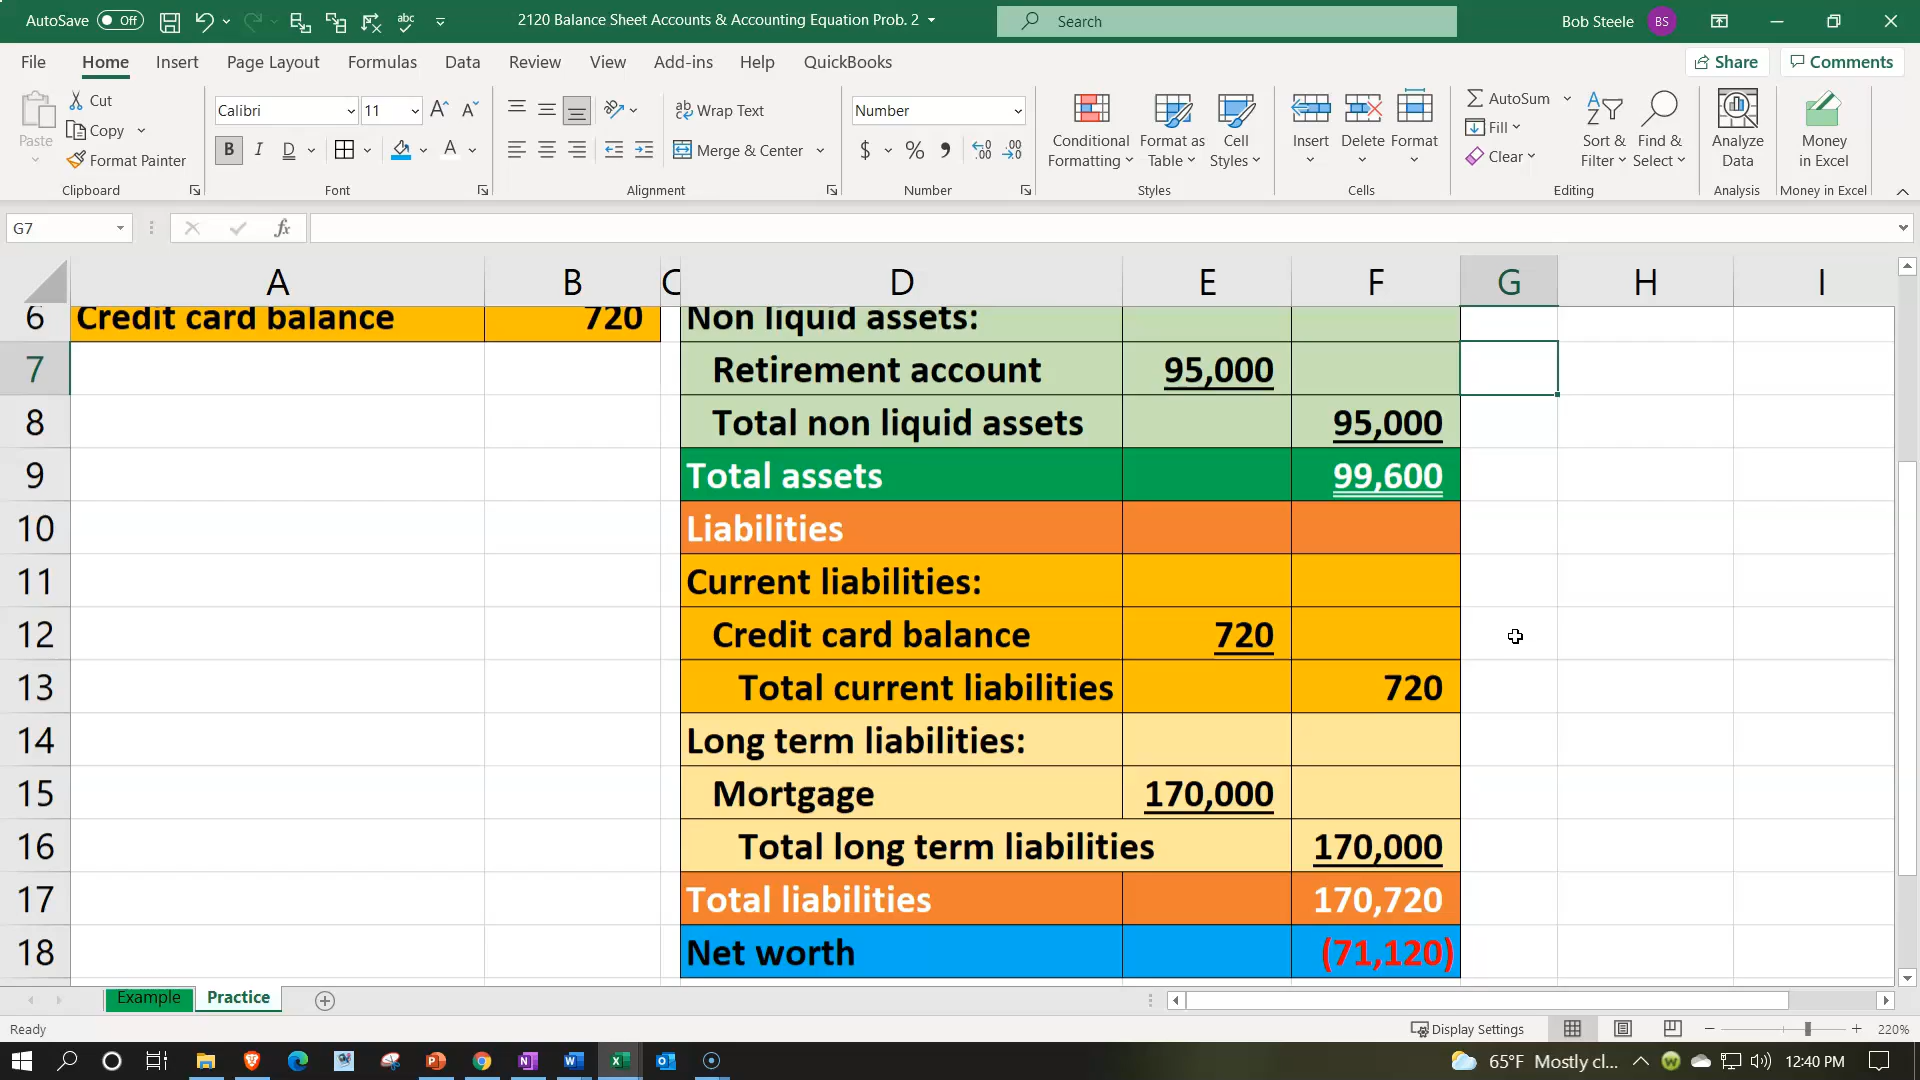 AutoSave Off 2120 Balance Sheet Accounts & Accounting Equation Prob. 2 Search Bob Steele BS
File Home Insert Page Layout Formulas Data Review View Add-ins Help QuickBooks Share Comments
Paste Cut Copy Format Painter Clipboard
Calibri 11 B I D A Font
ab Wrap Text Merge & Center Alignment
Number $ % , Number
Conditional Formatting Format as Table Cell Styles Styles
Insert Delete Format Cells
AutoSum Fill Clear Sort & Filter Find & Select Editing
Analyze Data Analysis
Money in Excel Money in Excel
G7 fx
A B C D E F G H I
6 Credit card balance 720 Non liquid assets:
7 Retirement account 95,000
8 Total non liquid assets 95,000
9 Total assets 99,600
10 Liabilities
11 Current liabilities:
12 Credit card balance 720
13 Total current liabilities 720
14 Long term liabilities:
15 Mortgage 170,000
16 Total long term liabilities 170,000
17 Total liabilities 170,720
18 Net worth (71,120)
Example Practice
Ready Display Settings 220%
65°F Mostly cl... 12:40 PM